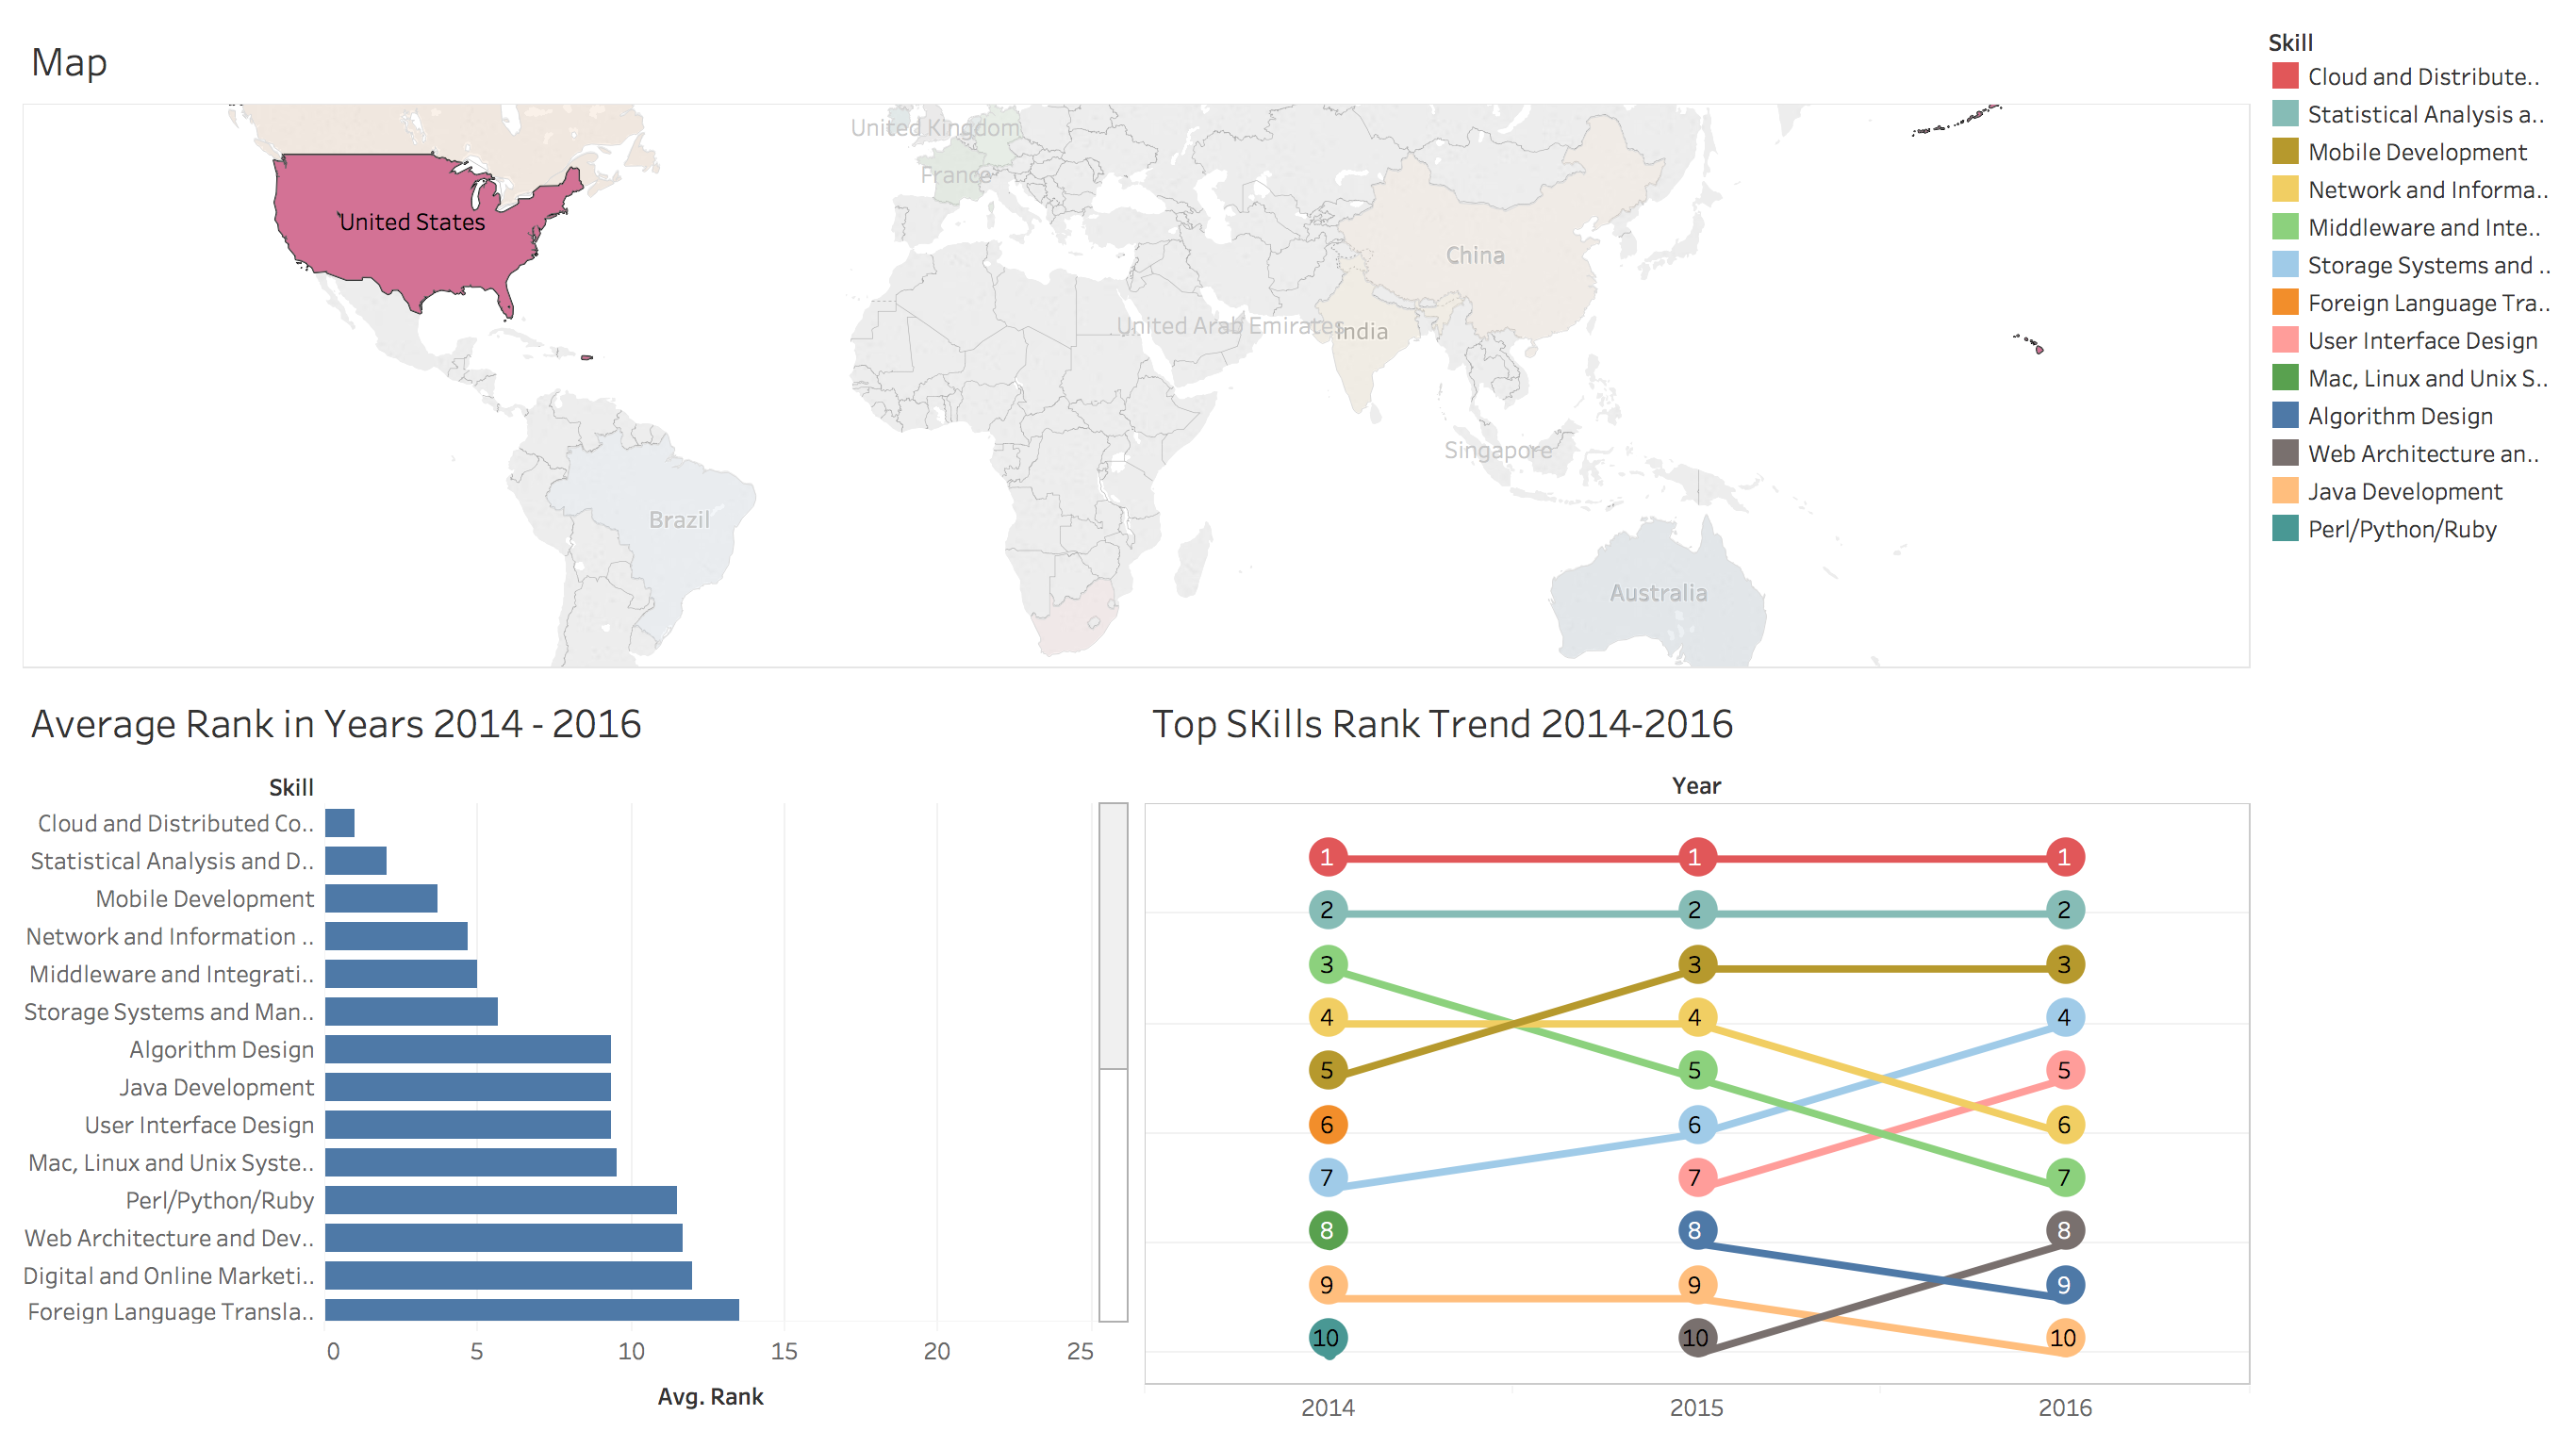 Map
United Kingdom
France
United States
China
United Arab Emirates
India
Singapore
Brazil
Australia
Skill
Cloud and Distribute..
Statistical Analysis a..
Mobile Development
Network and Informa..
Middleware and Inte..
Storage Systems and ..
Foreign Language Tra..
User Interface Design
Mac, Linux and Unix S..
Algorithm Design
Web Architecture an..
Java Development
Perl/Python/Ruby
Average Rank in Years 2014 - 2016
Skill
Cloud and Distributed Co..
Statistical Analysis and D..
Mobile Development
Network and Information ..
Middleware and Integrati..
Storage Systems and Man..
Algorithm Design
Java Development
User Interface Design
Mac, Linux and Unix Syste..
Perl/Python/Ruby
Web Architecture and Dev..
Digital and Online Marketi..
Foreign Language Transla..
0 5 10 15 20 25
Avg. Rank
Top SKills Rank Trend 2014-2016
Year
1 1 1
2 2 2
3 3 3
4 4 4
5 5 5
6 6 6
7 7 7
8 8 8
9 9 9
10 10 10
2014 2015 2016